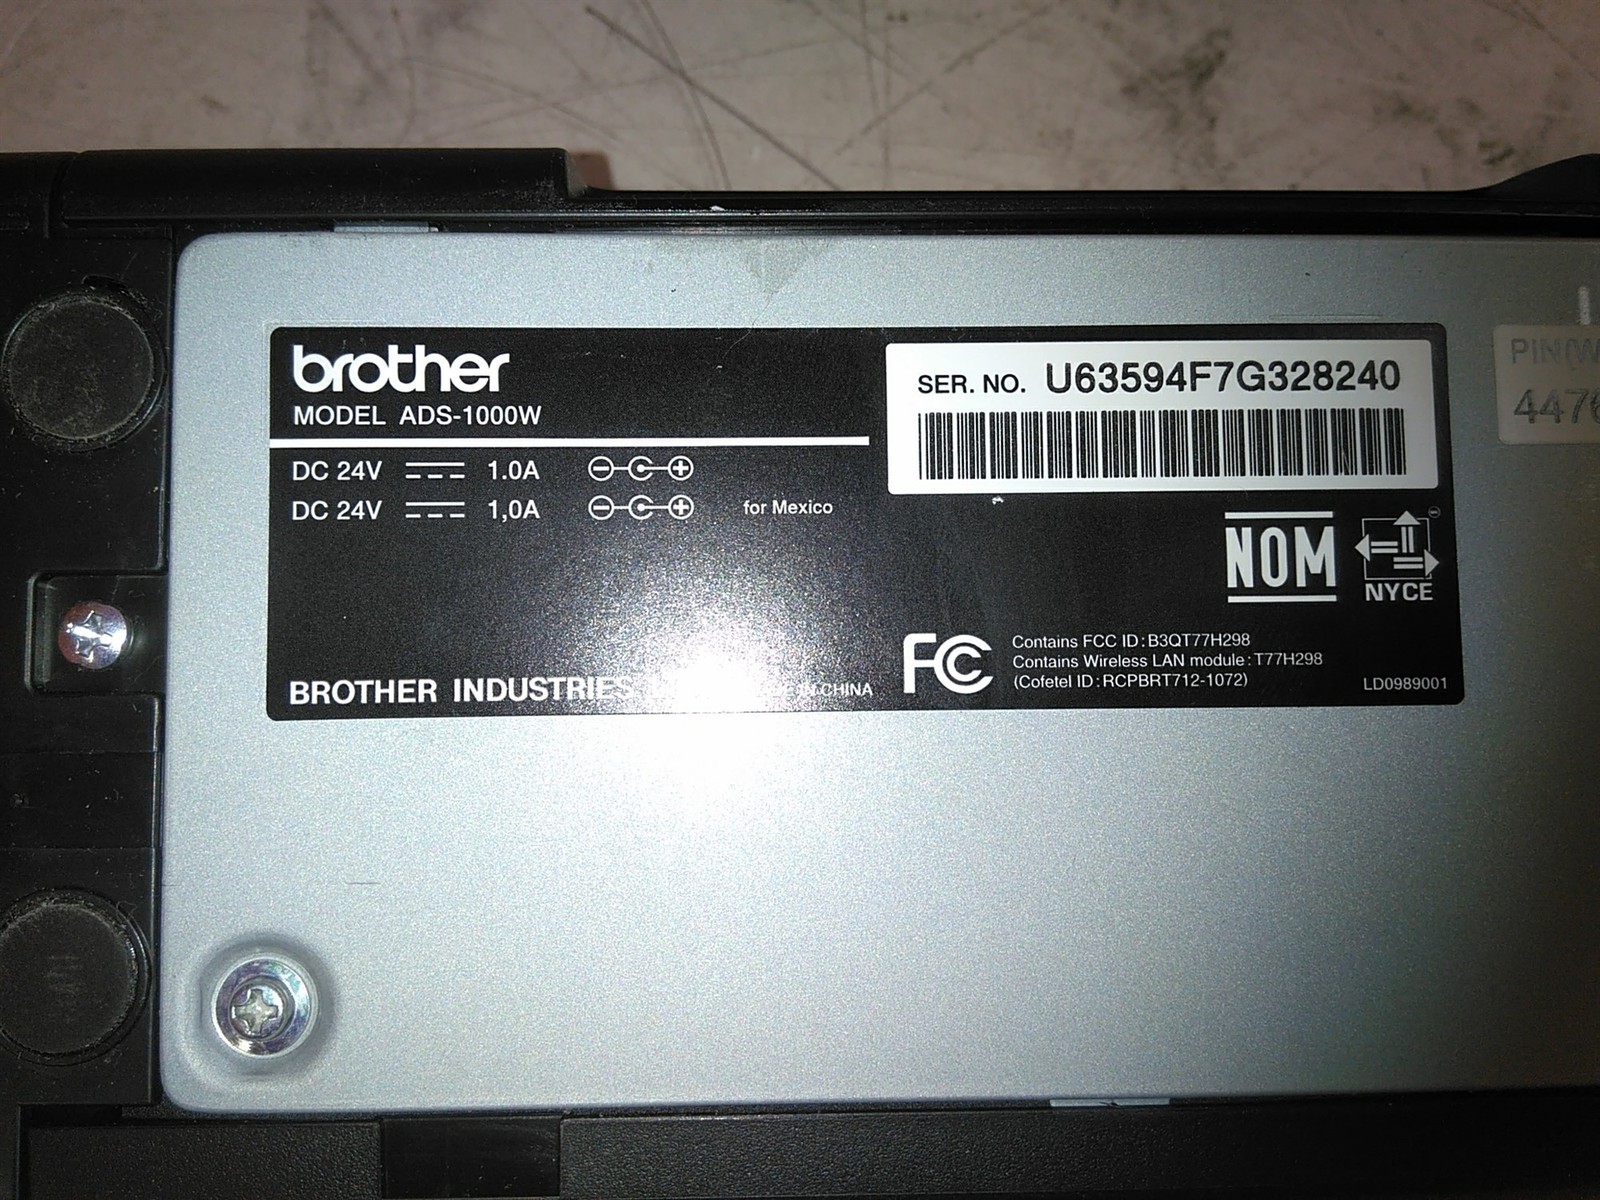 brother
MODEL ADS-1000W
SER. NO. U63594F7G328240
DC 24V 1.0A
DC 24V 1,0A for Mexico
NOM
NYCE
FC
Contains FCC ID : B3QT77H298
Contains Wireless LAN module : T77H298
(Cofetel ID : RCPBRT712-1072)
LD0989001
BROTHER INDUSTRIES
IN CHINA
PIN(W
4476